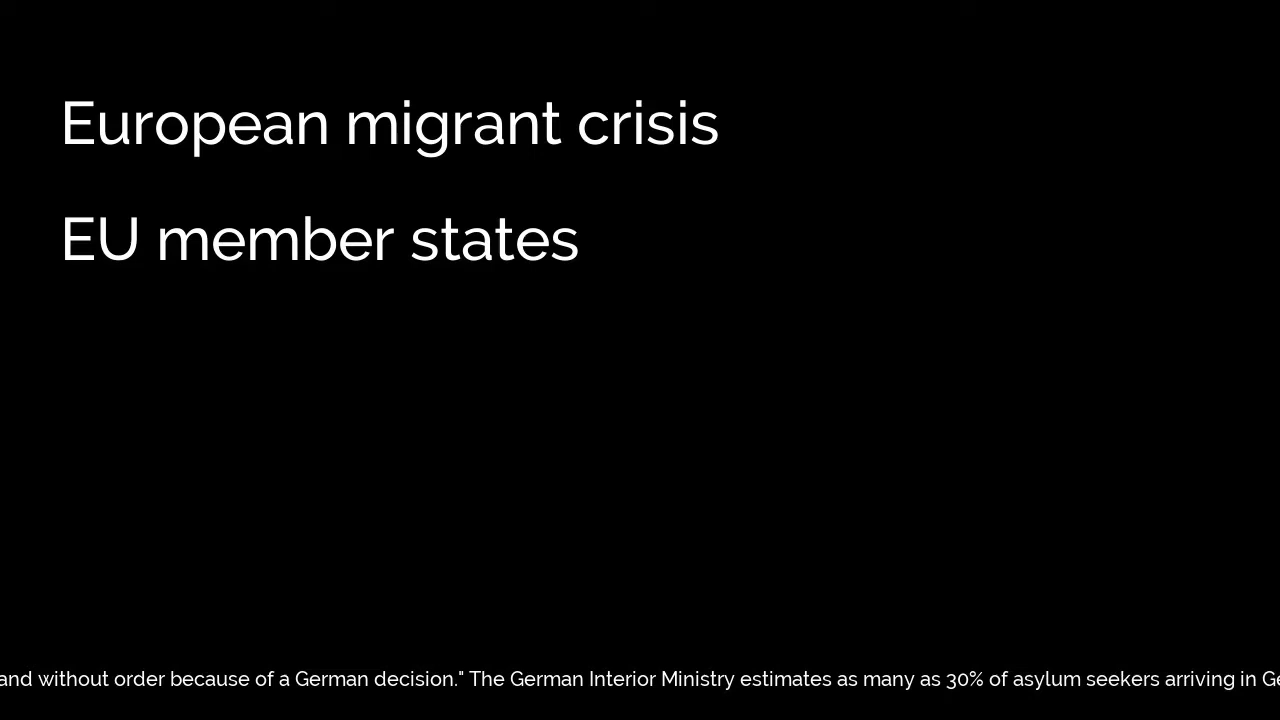 European migrant crisis
EU member states
and without order because of a German decision." The German Interior Ministry estimates as many as 30% of asylum seekers arriving in